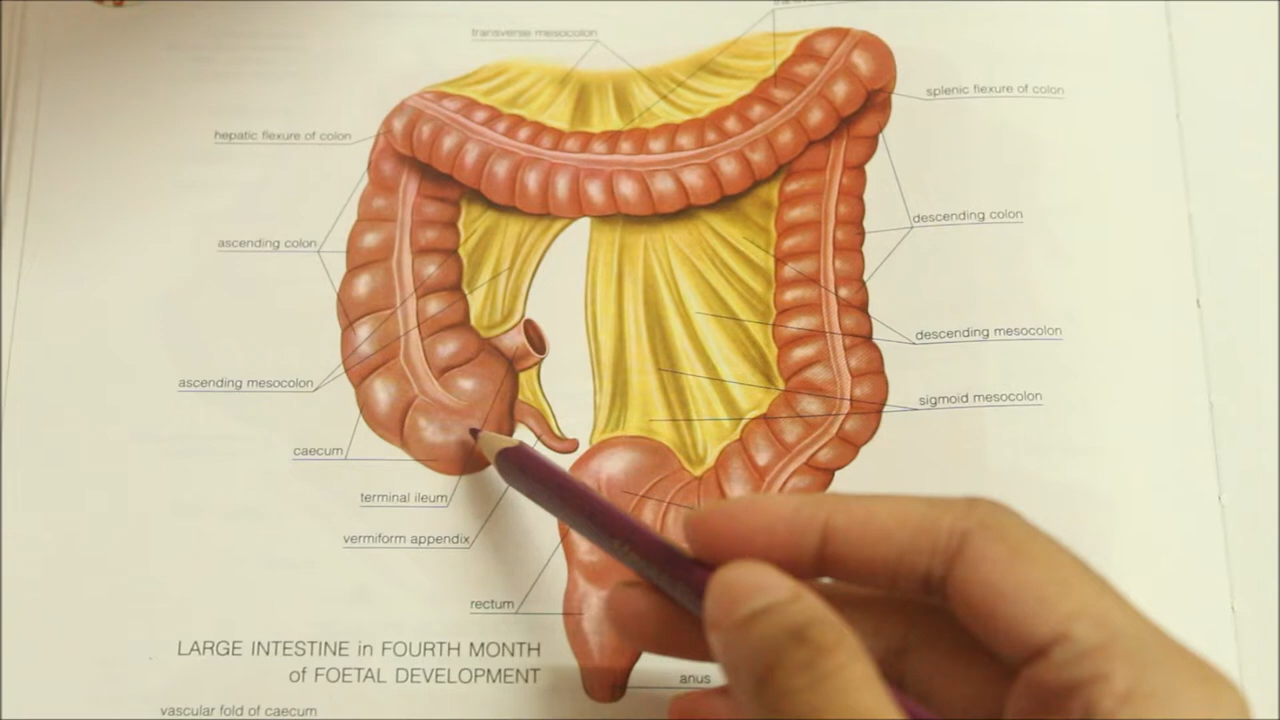 transverse mesocolon
splenic flexure of colon
hepatic flexure of colon
descending colon
ascending colon
descending mesocolon
ascending mesocolon
sigmoid mesocolon
caecum
terminal ileum
vermiform appendix
rectum
LARGE INTESTINE in FOURTH MONTH
of FOETAL DEVELOPMENT
anus
vascular fold of caecum